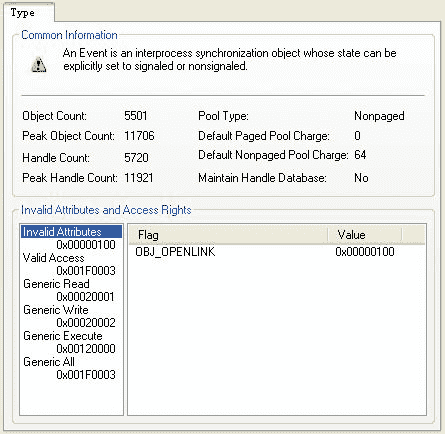 Type
Common Information
An Event is an interprocess synchronization object whose state can be
explicitly set to signaled or nonsignaled.
Object Count: 5501 Pool Type: Nonpaged
Peak Object Count: 11706 Default Paged Pool Charge: 0
Handle Count: 5720 Default Nonpaged Pool Charge: 64
Peak Handle Count: 11921 Maintain Handle Database: No
Invalid Attributes and Access Rights
Invalid Attributes
0x00000100
Valid Access
0x001F0003
Generic Read
0x00020001
Generic Write
0x00020002
Generic Execute
0x00120000
Generic All
0x001F0003
Flag Value
OBJ_OPENLINK 0x00000100